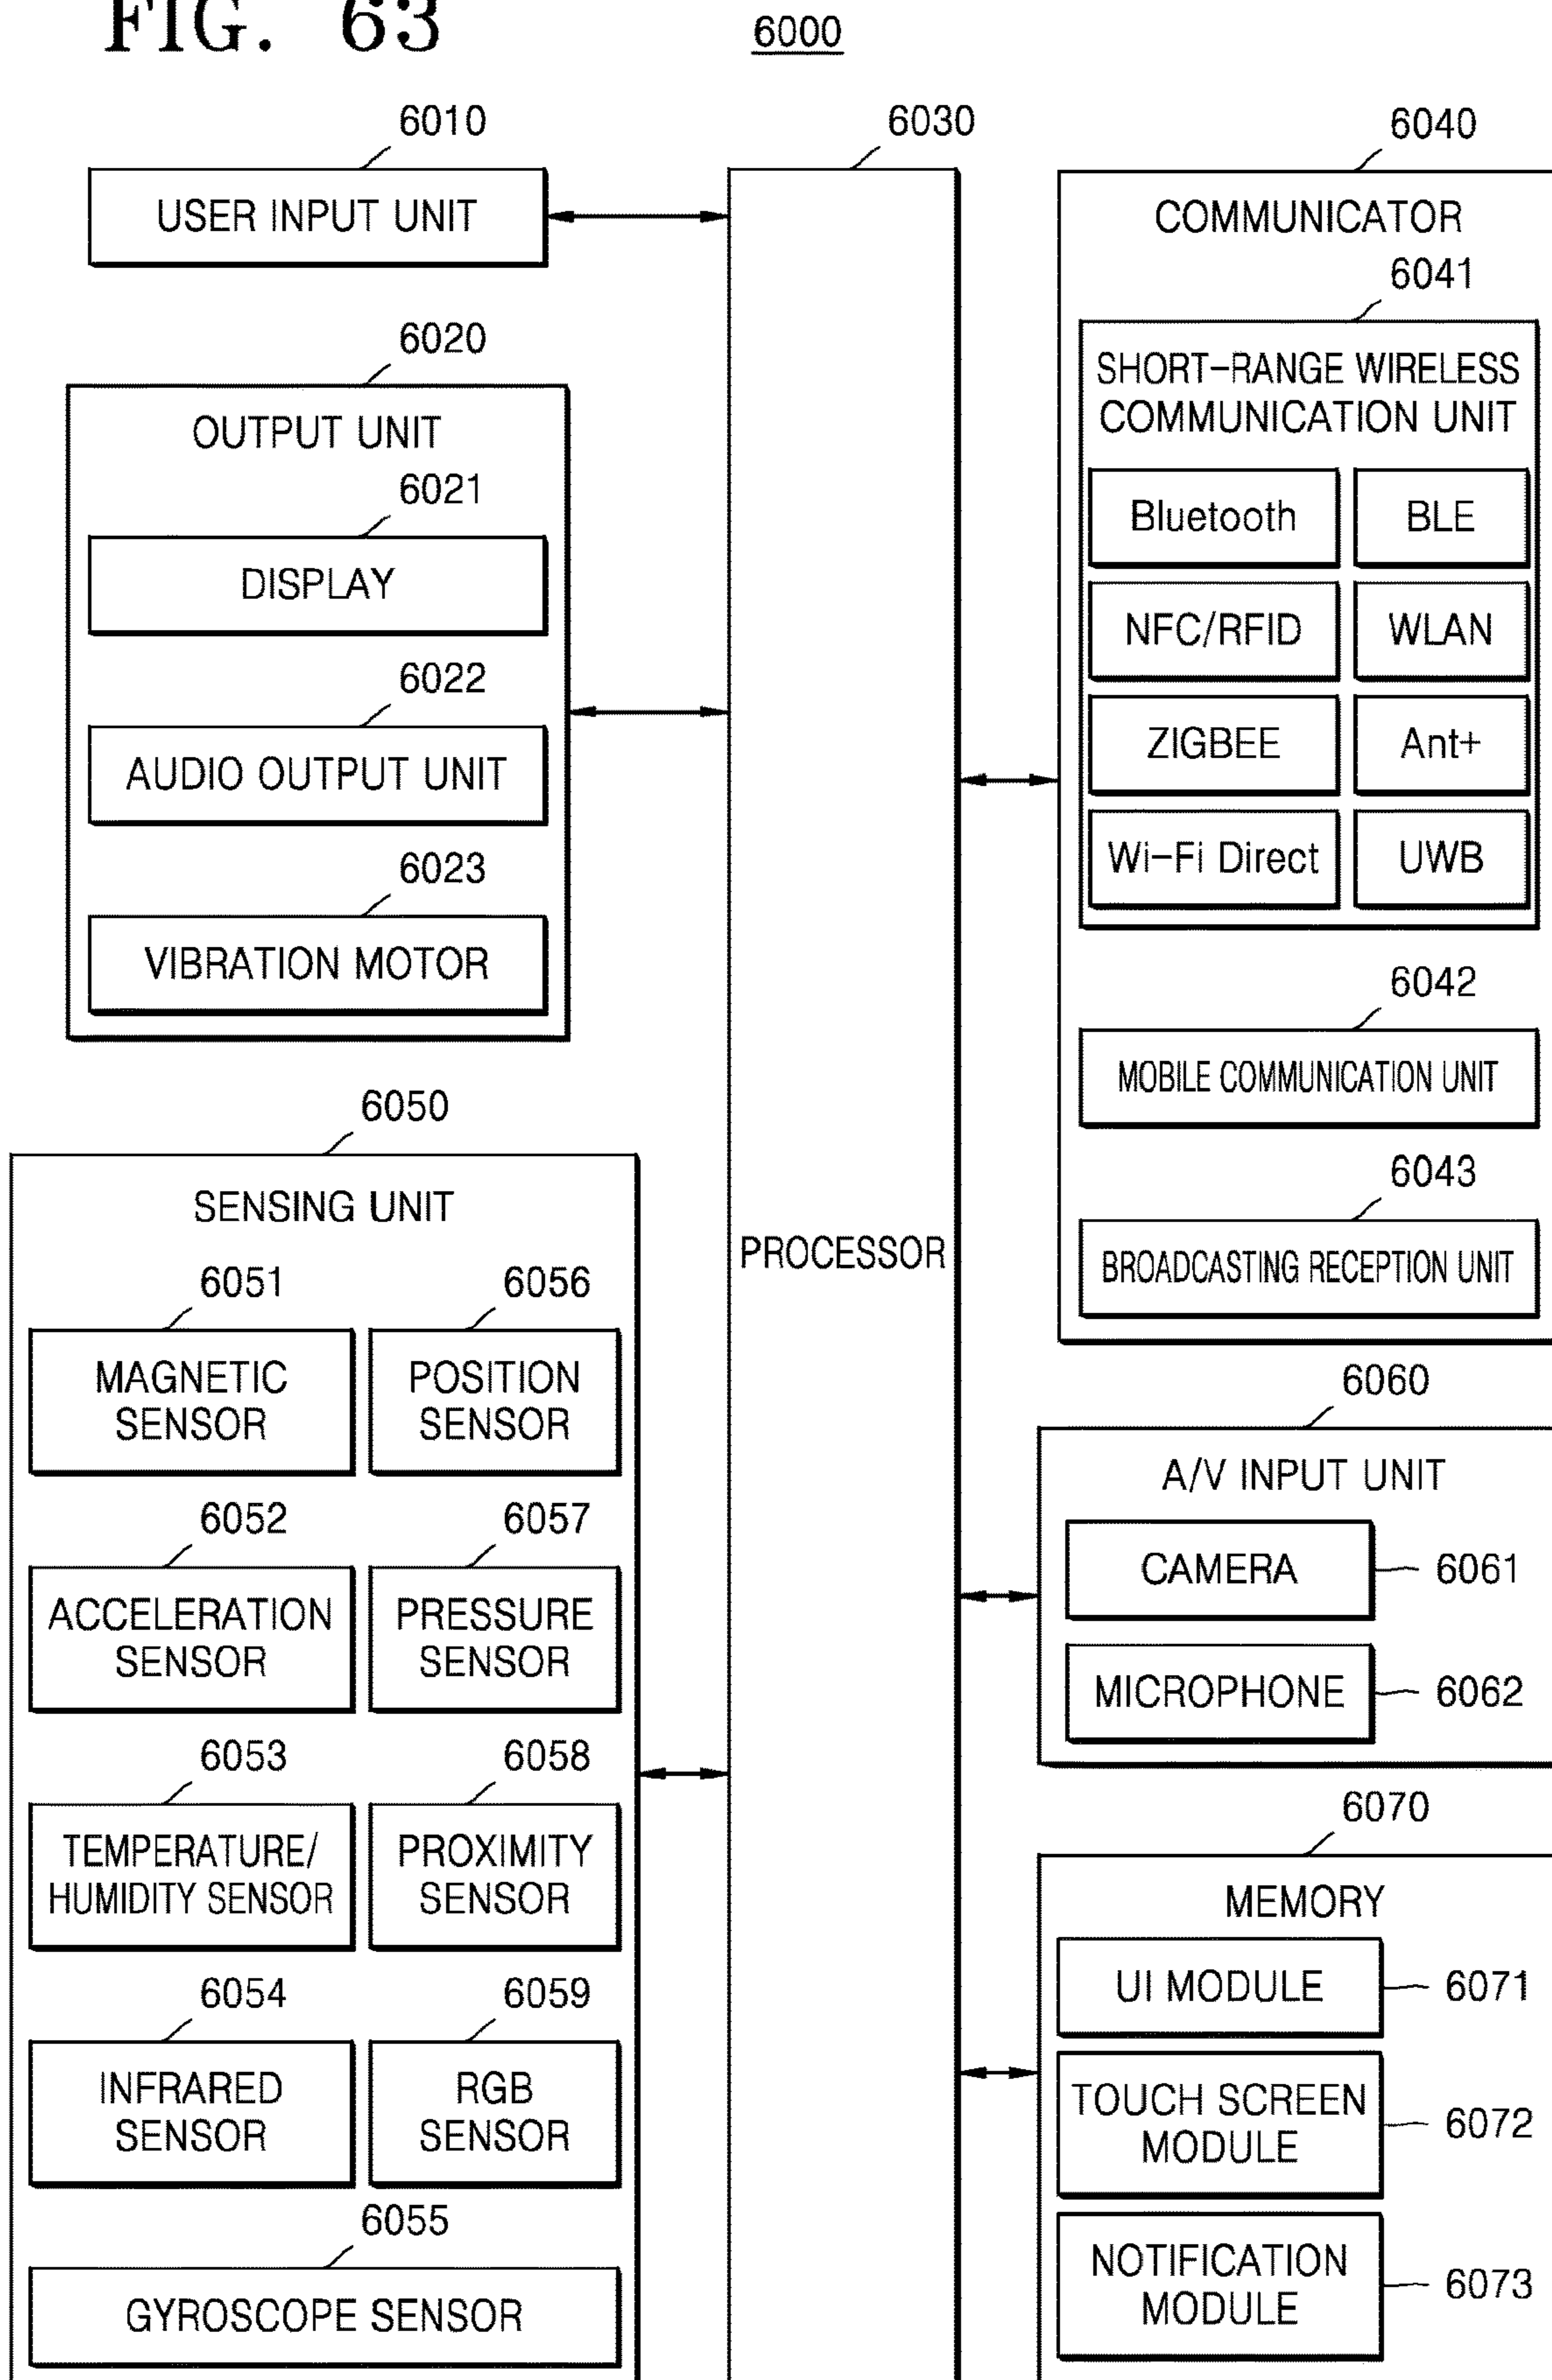 FIG. 63
6000
6010
USER INPUT UNIT
6020
OUTPUT UNIT
6021
DISPLAY
6022
AUDIO OUTPUT UNIT
6023
VIBRATION MOTOR
6050
SENSING UNIT
6051
MAGNETIC
SENSOR
6056
POSITION
SENSOR
6052
ACCELERATION
SENSOR
6057
PRESSURE
SENSOR
6053
TEMPERATURE/
HUMIDITY SENSOR
6058
PROXIMITY
SENSOR
6054
INFRARED
SENSOR
6059
RGB
SENSOR
6055
GYROSCOPE SENSOR
6030
PROCESSOR
6040
COMMUNICATOR
6041
SHORT-RANGE WIRELESS
COMMUNICATION UNIT
Bluetooth
BLE
NFC/RFID
WLAN
ZIGBEE
Ant+
Wi-Fi Direct
UWB
6042
MOBILE COMMUNICATION UNIT
6043
BROADCASTING RECEPTION UNIT
6060
A/V INPUT UNIT
CAMERA
6061
MICROPHONE
6062
6070
MEMORY
UI MODULE
6071
TOUCH SCREEN
MODULE
6072
NOTIFICATION
MODULE
6073